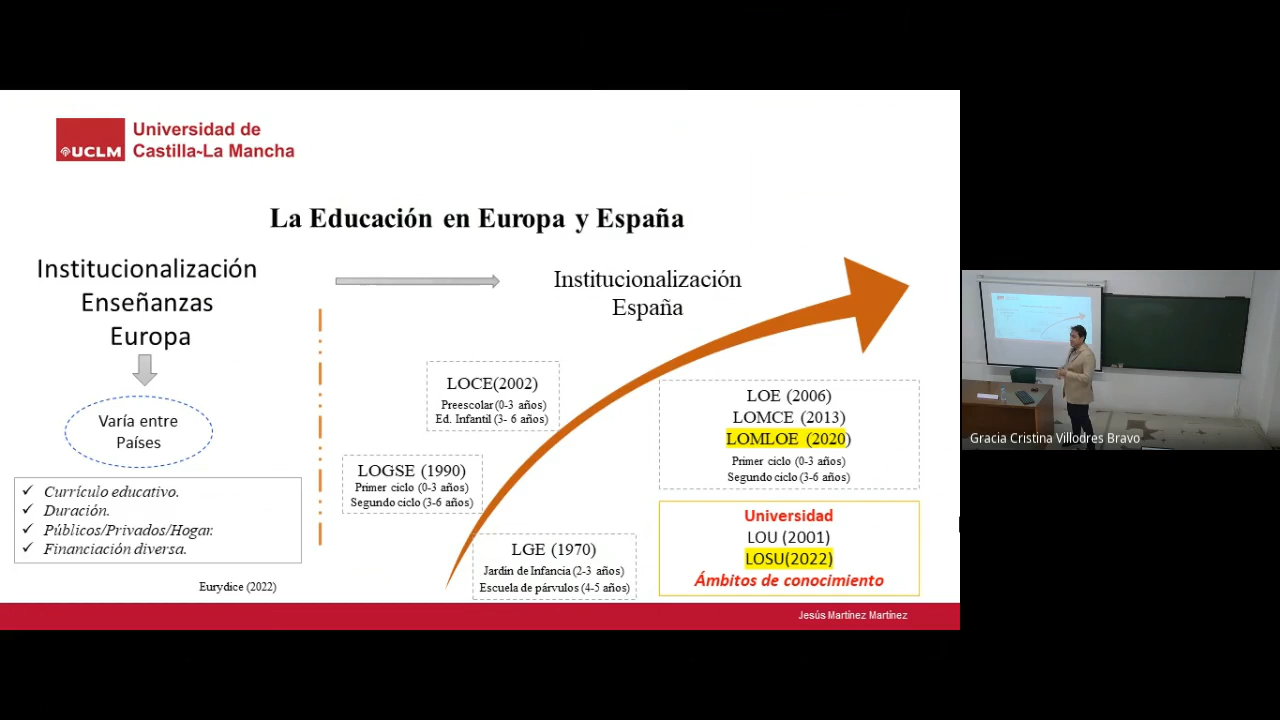 UCLM
Universidad de
Castilla-La Mancha
La Educación en Europa y España
Institucionalización
Enseñanzas
Europa
Varía entre
Países
✓ Currículo educativo.
✓ Duración.
✓ Públicos/Privados/Hogar.
✓ Financiación diversa.
Eurydice (2022)
Institucionalización
España
LOCE(2002)
Preescolar (0-3 años)
Ed. Infantil (3- 6 años)
LOGSE (1990)
Primer ciclo (0-3 años)
Segundo ciclo (3-6 años)
LGE (1970)
Jardín de Infancia (2-3 años)
Escuela de párvulos (4-5 años)
LOE (2006)
LOMCE (2013)
LOMLOE (2020)
Primer ciclo (0-3 años)
Segundo ciclo (3-6 años)
Universidad
LOU (2001)
LOSU(2022)
Ámbitos de conocimiento
Jesús Martínez Martínez
Gracia Cristina Villodres Bravo